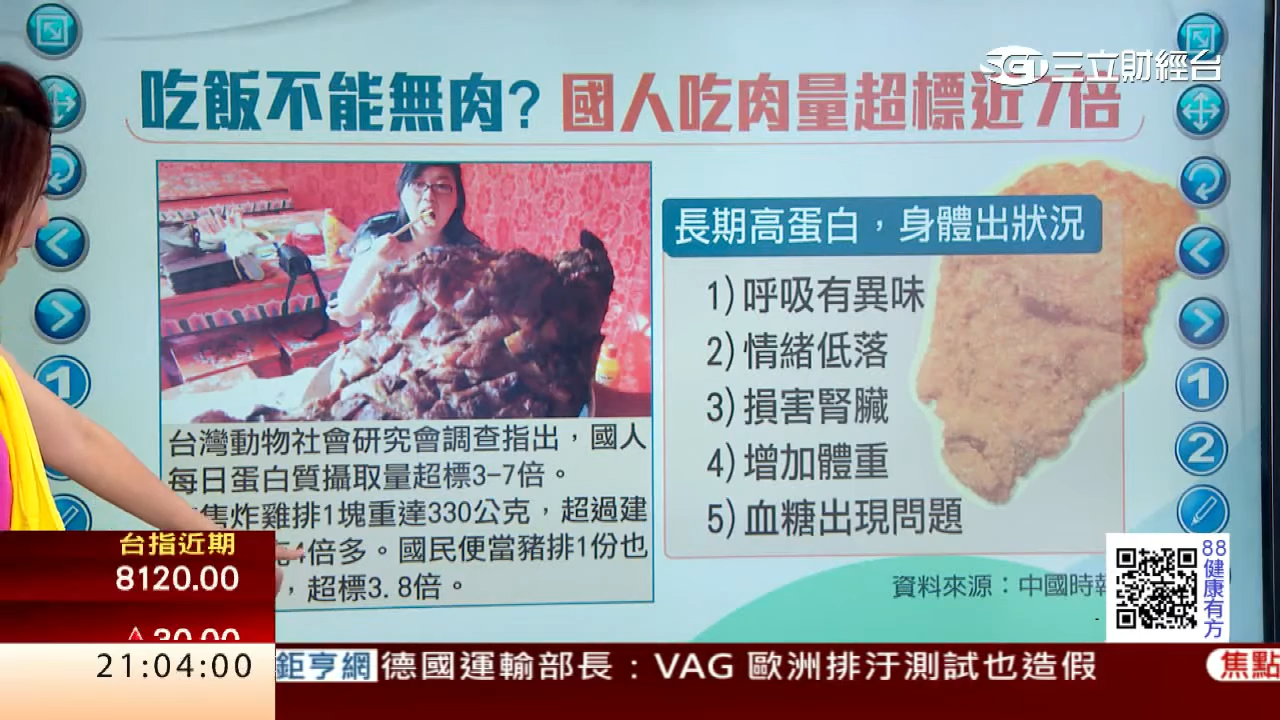 三立財經台
吃飯不能無肉? 國人吃肉量超標近7倍
台灣動物社會研究會調查指出，國人
每日蛋白質攝取量超標3-7倍。
售炸雞排1塊重達330公克，超過建
4倍多。國民便當豬排1份也
，超標3.8倍。
長期高蛋白，身體出狀況
1)呼吸有異味
2)情緒低落
3)損害腎臟
4)增加體重
5)血糖出現問題
資料來源：中國時報
1
1
2
88健康有方
台指近期
8120.00
△30.00
21:04:00
鉅亨網 德國運輸部長：VAG 歐洲排汙測試也造假
焦點